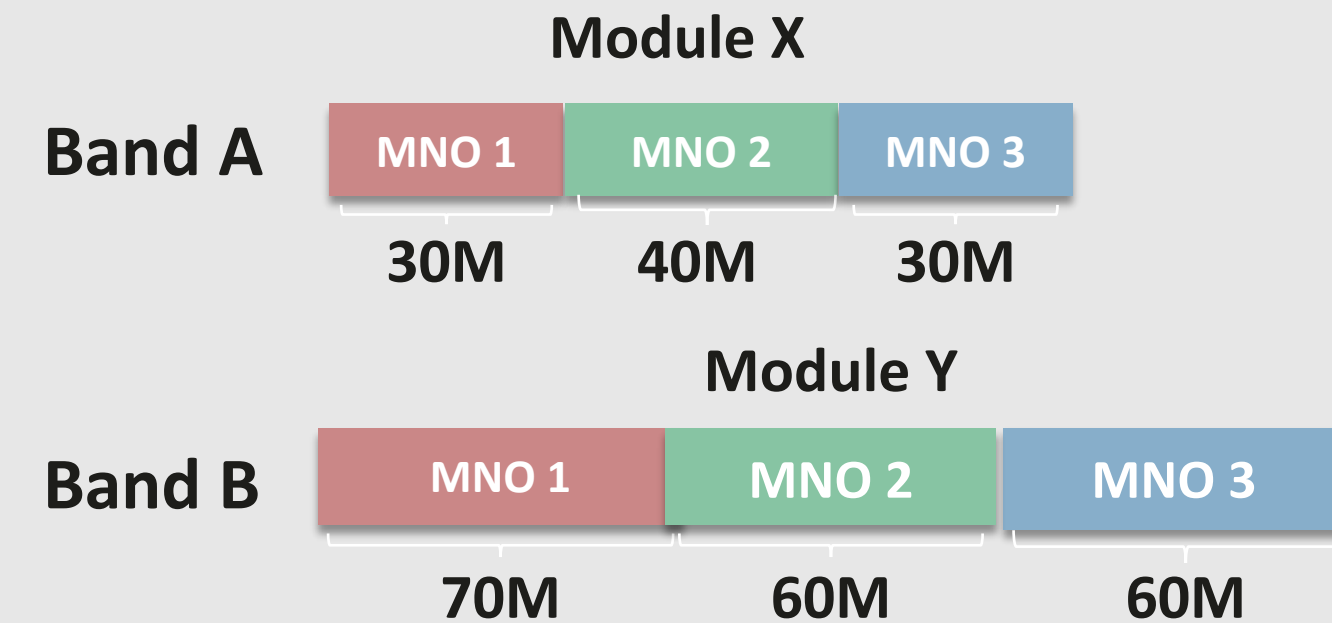 Module X
Band A
MNO 1 MNO 2 MNO 3
30M 40M 30M
Module Y
Band B
MNO 1 MNO 2 MNO 3
70M 60M 60M